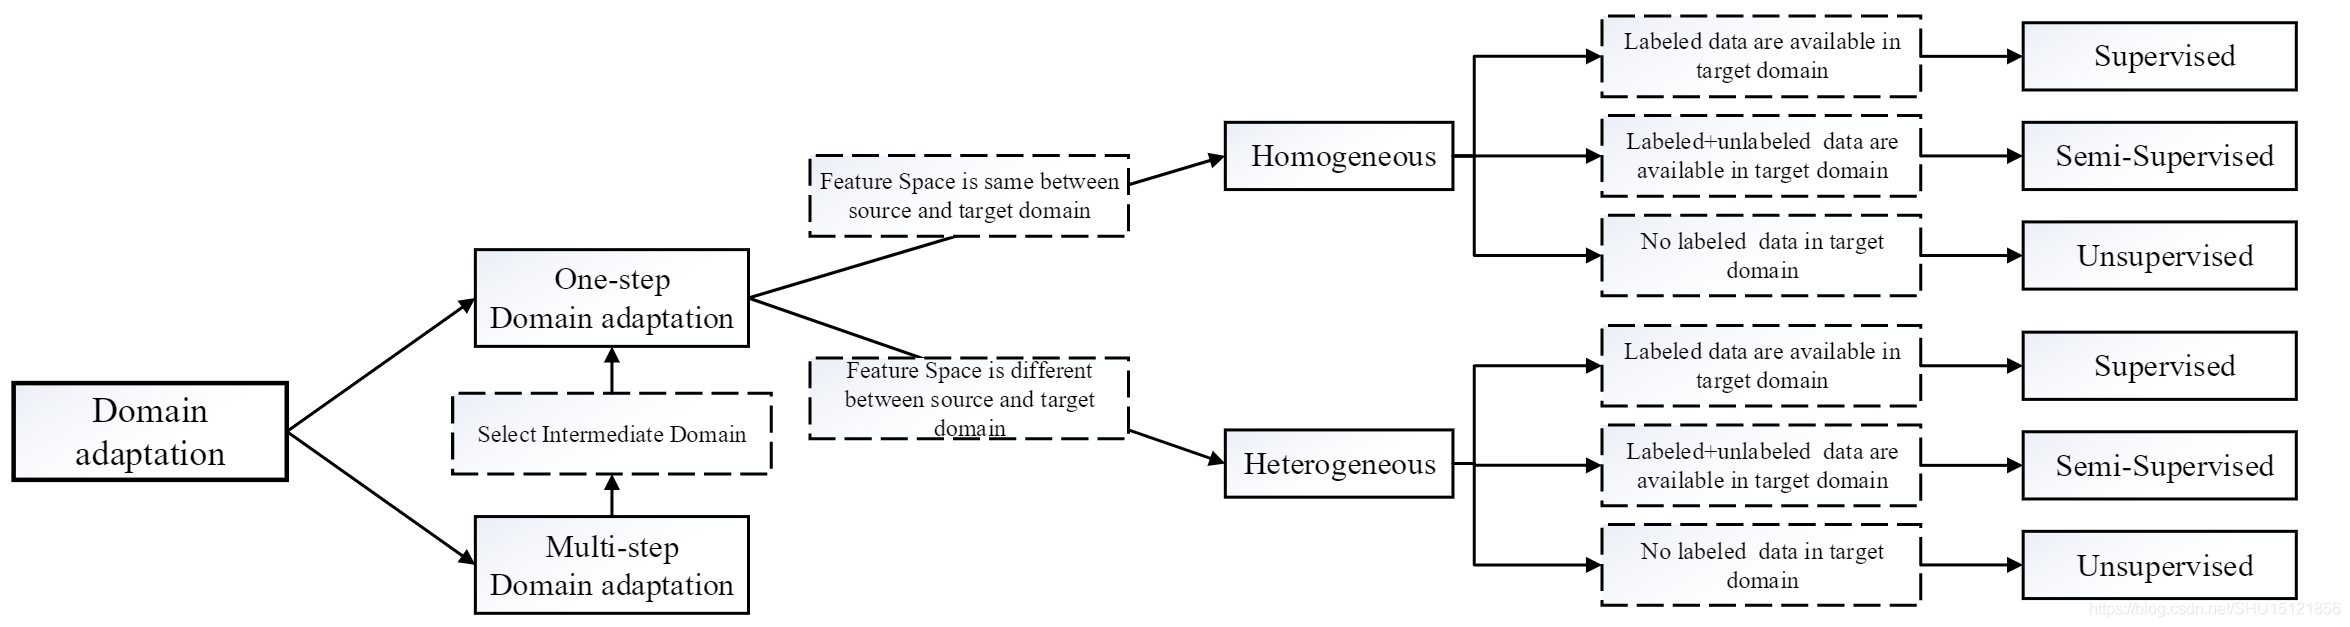 Domain
adaptation
One-step
Domain adaptation
Select Intermediate Domain
Multi-step
Domain adaptation
Feature Space is same between
source and target domain
Feature Space is different
between source and target
domain
Homogeneous
Heterogeneous
Labeled data are available in
target domain
Supervised
Labeled+unlabeled data are
available in target domain
Semi-Supervised
No labeled data in target
domain
Unsupervised
Labeled data are available in
target domain
Supervised
Labeled+unlabeled data are
available in target domain
Semi-Supervised
No labeled data in target
domain
Unsupervised
https://blog.csdn.net/SHU15121856